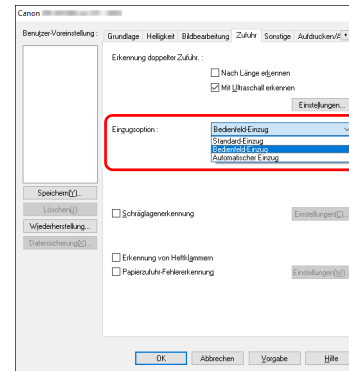 Canon
Benutzer-Voreinstellung :
Grundlage Helligkeit Bildbearbeitung Zufuhr Sonstige Aufdrucken/A
Erkennung doppelter Zufuhr. :
Nach Länge erkennen
Mit Ultraschall erkennen
Einstellungen...
Einzugsoption :
Bedienfeld-Einzug
Standard-Einzug
Bedienfeld-Einzug
Automatischer Einzug
Speichern(Y)...
Löschen(J)
Wiederherstellung...
Datensicherung(X)...
Schräglagenerkennung
Einstellungen(C)...
Erkennung von Heftklammern
Papierzufuhr-Fehlererkennung
Einstellungen(W)...
OK Abbrechen Vorgabe Hilfe